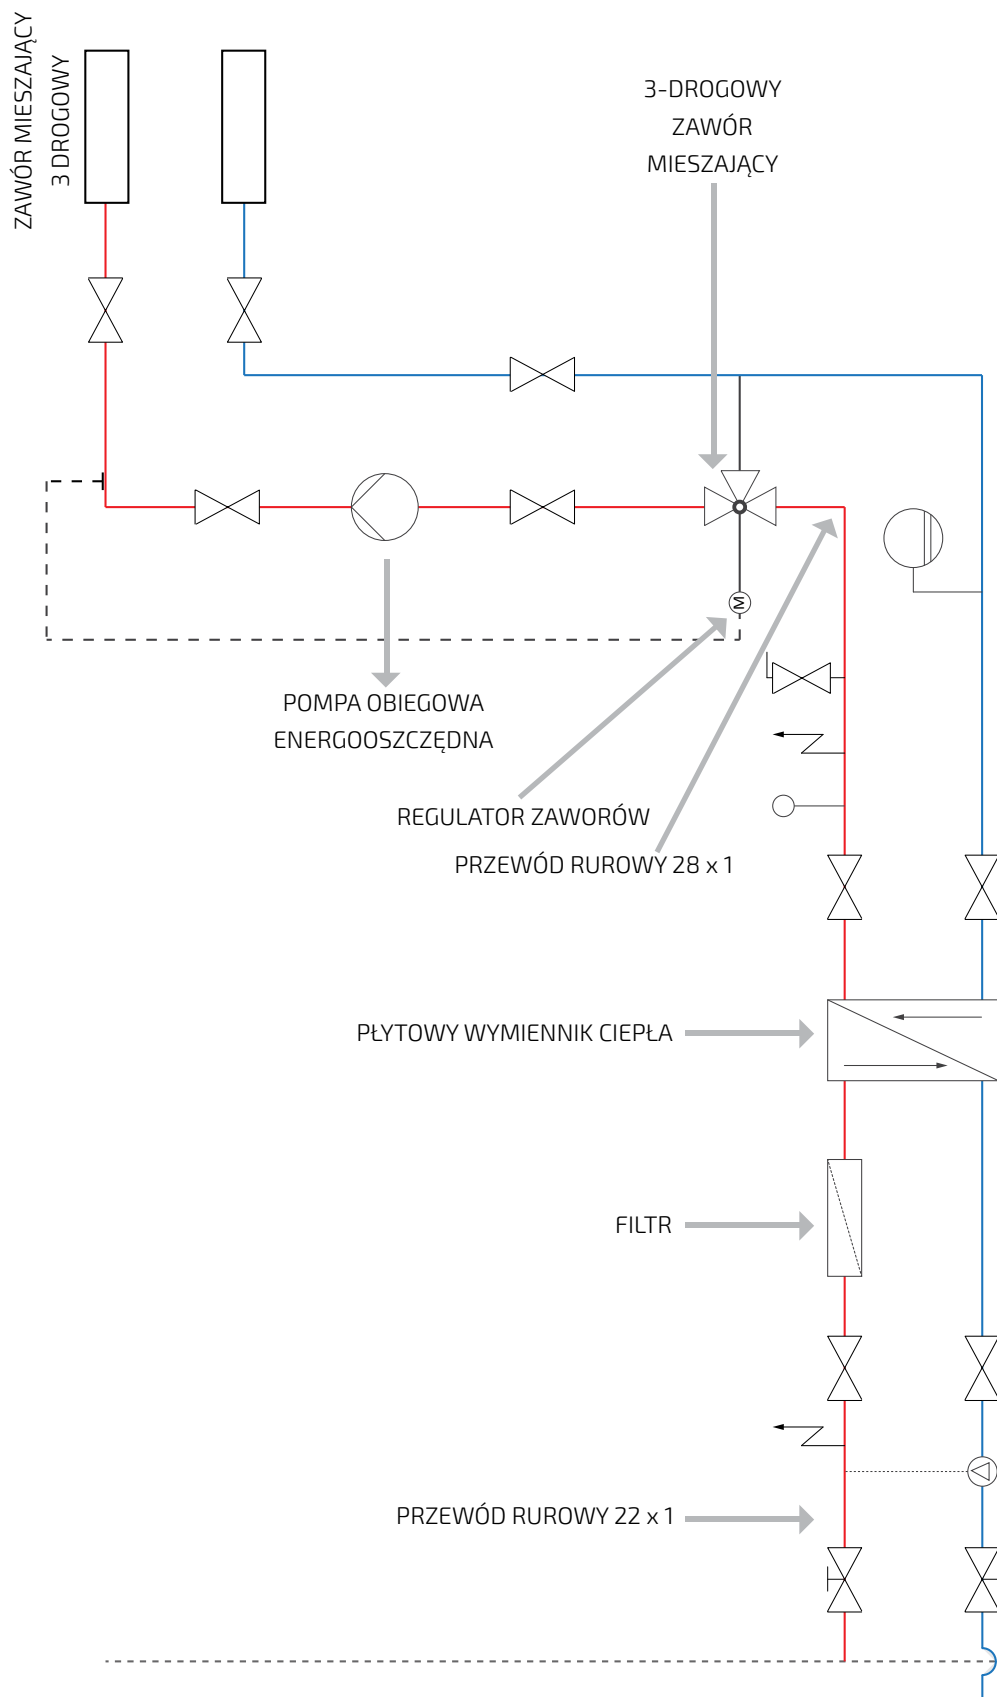 ZAWÓR MIESZAJĄCY
3 DROGOWY
3-DROGOWY
ZAWÓR
MIESZAJĄCY
M
POMPA OBIEGOWA
ENERGOOSZCZĘDNA
REGULATOR ZAWORÓW
PRZEWÓD RUROWY 28 x 1
PŁYTOWY WYMIENNIK CIEPŁA
FILTR
PRZEWÓD RUROWY 22 x 1